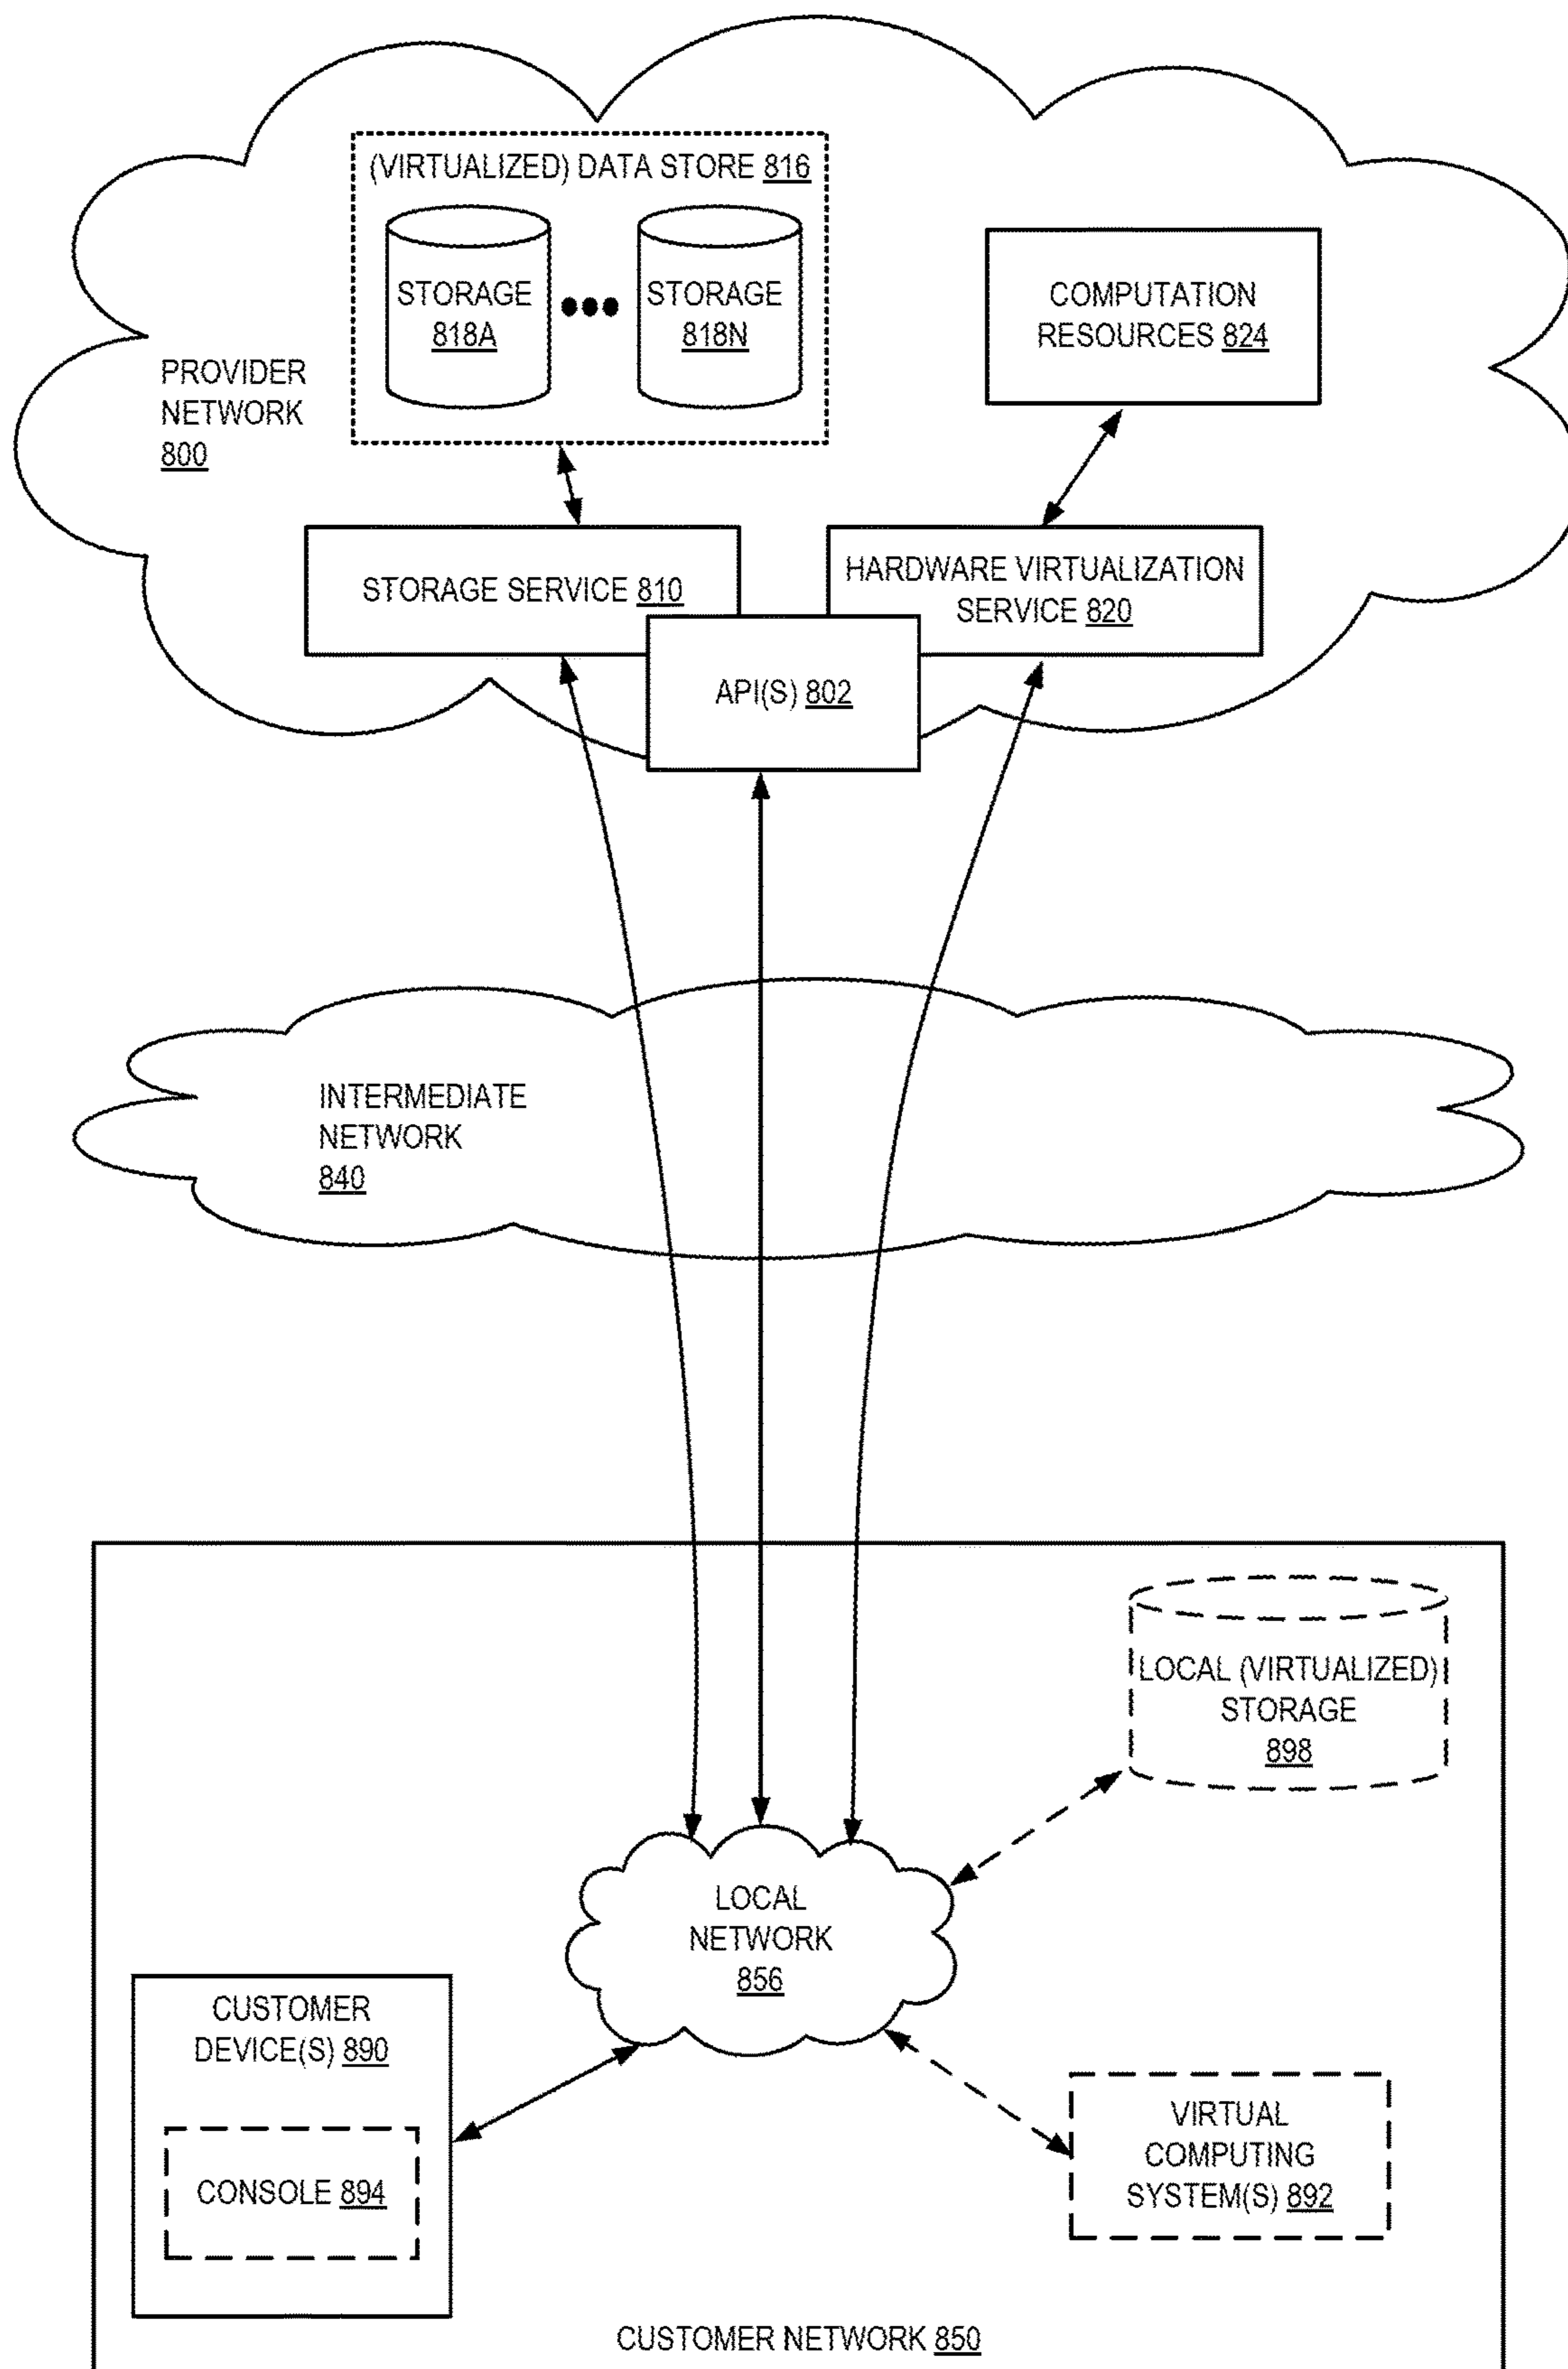 (VIRTUALIZED) DATA STORE 816
STORAGE
818A
STORAGE
818N
COMPUTATION
RESOURCES 824
PROVIDER
NETWORK
800
STORAGE SERVICE 810
HARDWARE VIRTUALIZATION
SERVICE 820
API(S) 802
INTERMEDIATE
NETWORK
840
LOCAL (VIRTUALIZED)
STORAGE
898
LOCAL
NETWORK
856
CUSTOMER
DEVICE(S) 890
CONSOLE 894
VIRTUAL
COMPUTING
SYSTEM(S) 892
CUSTOMER NETWORK 850